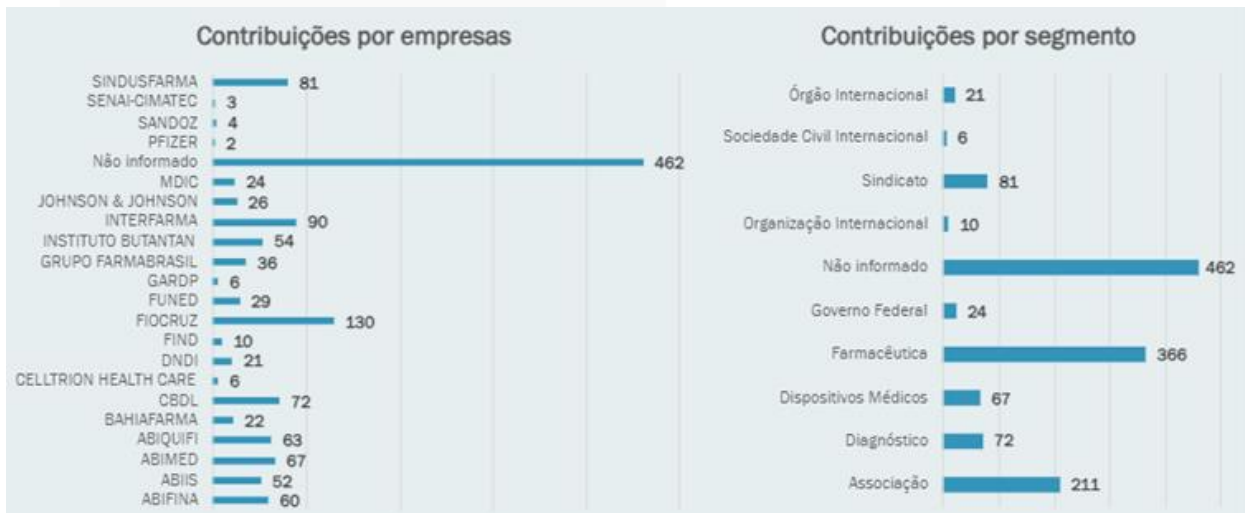 Contribuições por empresas
SINDUSFARMA 81
SENAI-CIMATEC 3
SANDOZ 4
PFIZER 2
Não informado 462
MDIC 24
JOHNSON & JOHNSON 26
INTERFARMA 90
INSTITUTO BUTANTAN 54
GRUPO FARMABRASIL 36
GARDP 6
FUNED 29
FIOCRUZ 130
FIND 10
DNDI 21
CELLTRION HEALTH CARE 6
CBDL 72
BAHIAFARMA 22
ABIQUIFI 63
ABIMED 67
ABIIS 52
ABIFINA 60
Contribuições por segmento
Órgão Internacional 21
Sociedade Civil Internacional 6
Sindicato 81
Organização Internacional 10
Não informado 462
Governo Federal 24
Farmacêutica 366
Dispositivos Médicos 67
Diagnóstico 72
Associação 211